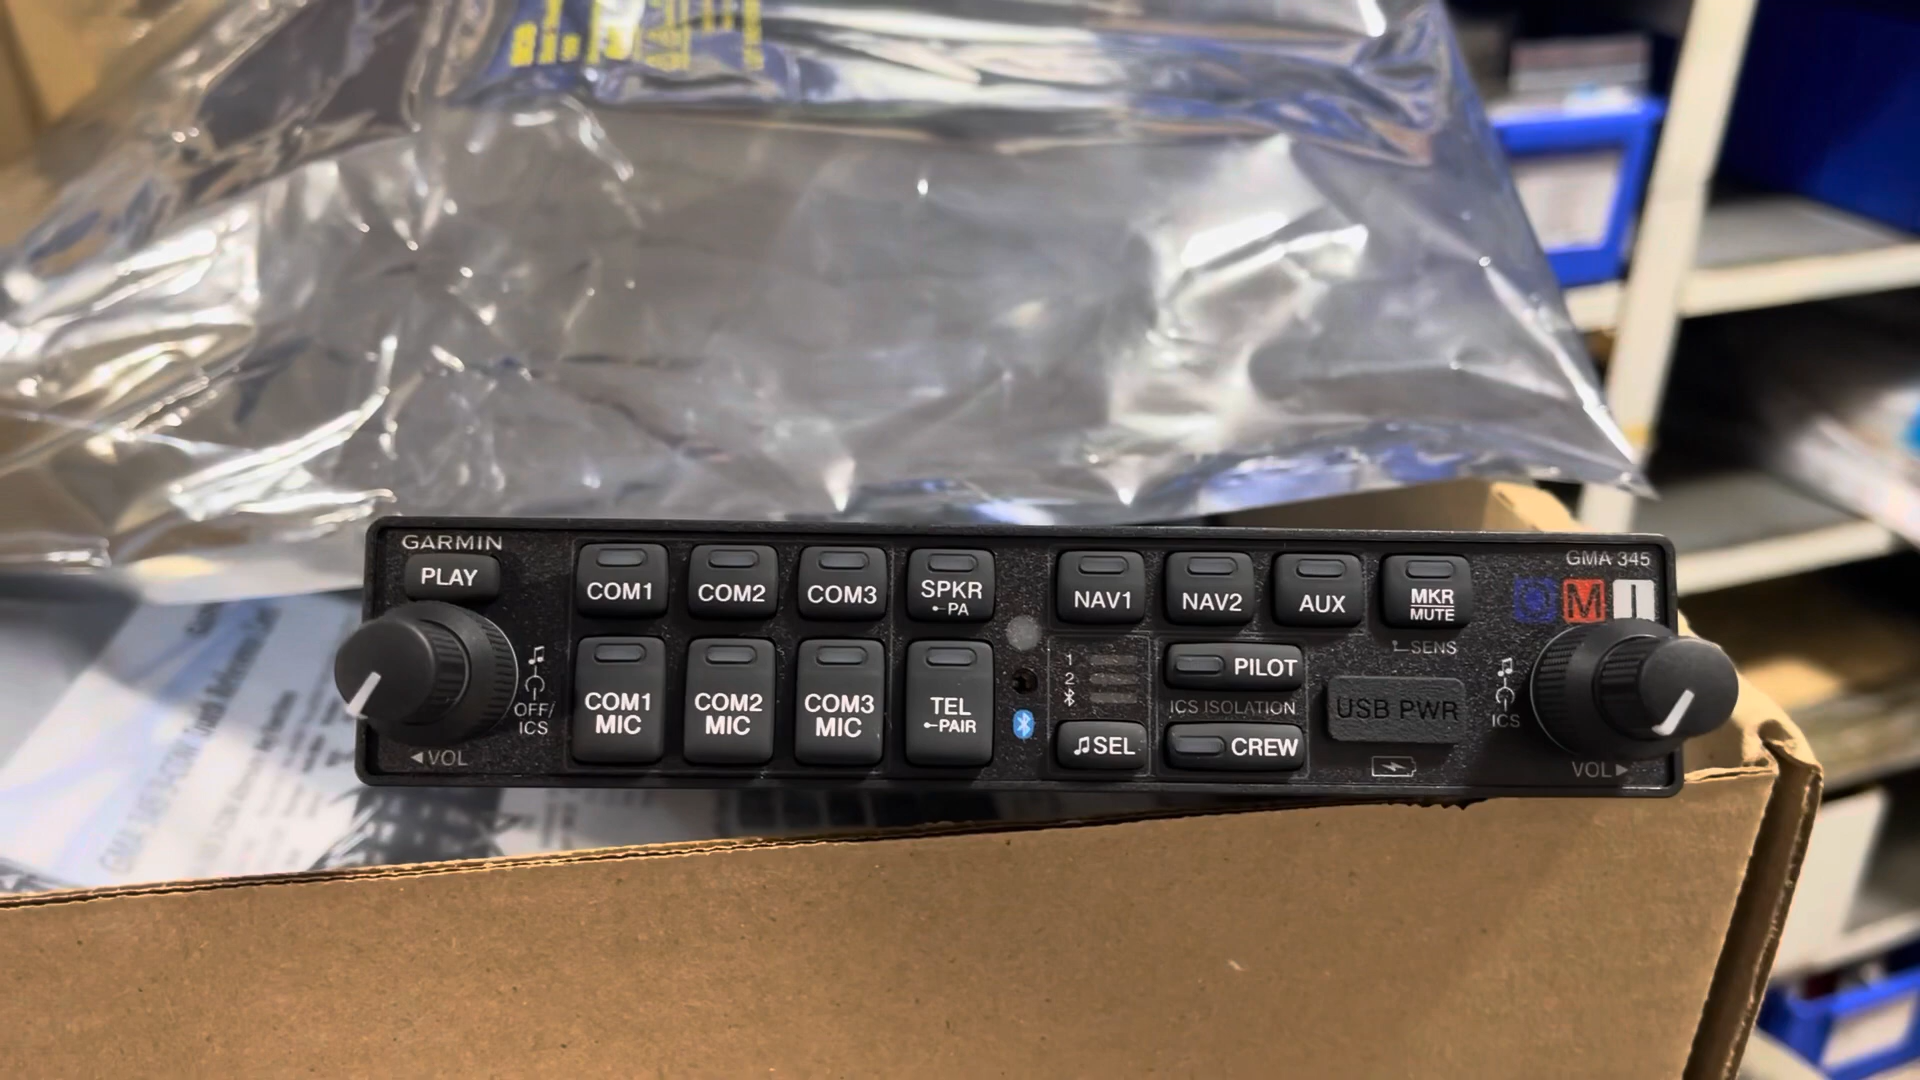 GARMIN
GMA 345
PLAY
COM1
COM2
COM3
SPKR
PA
NAV1
NAV2
AUX
MKR
MUTE
SENS
M
OFF/
ICS
COM1
MIC
COM2
MIC
COM3
MIC
TEL
PAIR
1
2
SEL
PILOT
ICS ISOLATION
CREW
USB PWR
ICS
VOL
VOL